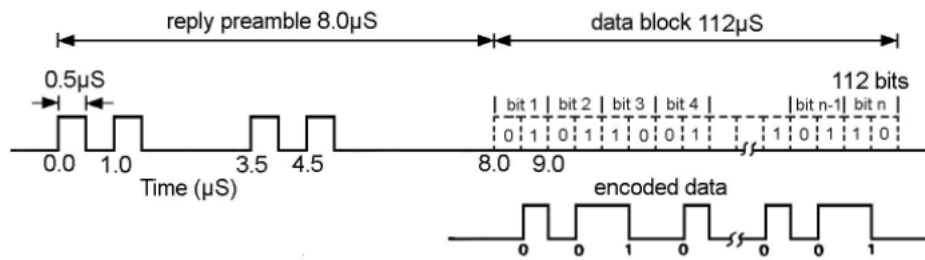 reply preamble 8.0μS data block 112μS
0.5μS 112 bits
bit 1 bit 2 bit 3 bit 4 bit n-1 bit n
0 1 0 1 1 0 0 1 1 0 1 1 0
0.0 1.0 3.5 4.5 8.0 9.0
Time (μS) encoded data
0 0 1 0 0 0 1